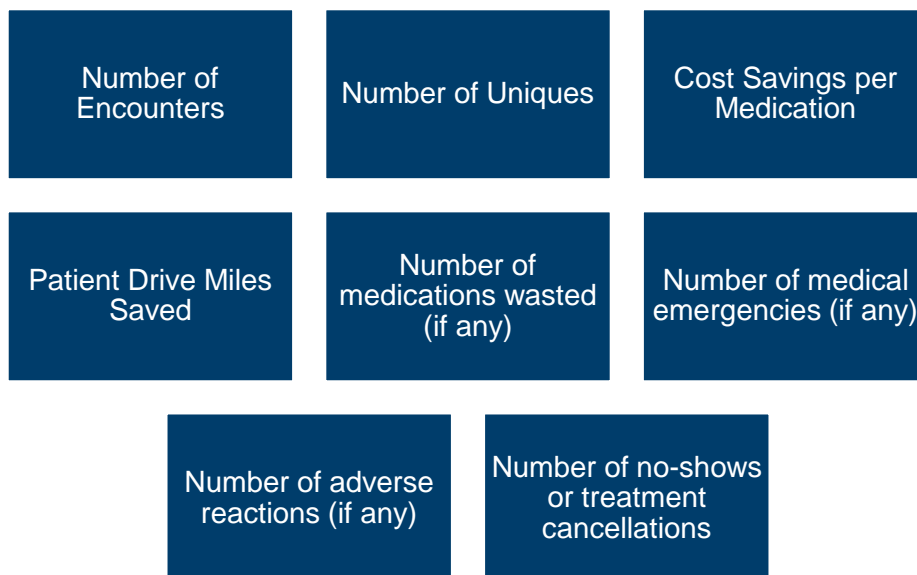 Number of
Encounters
Number of Uniques
Cost Savings per
Medication
Patient Drive Miles
Saved
Number of
medications wasted
(if any)
Number of medical
emergencies (if any)
Number of adverse
reactions (if any)
Number of no-shows
or treatment
cancellations